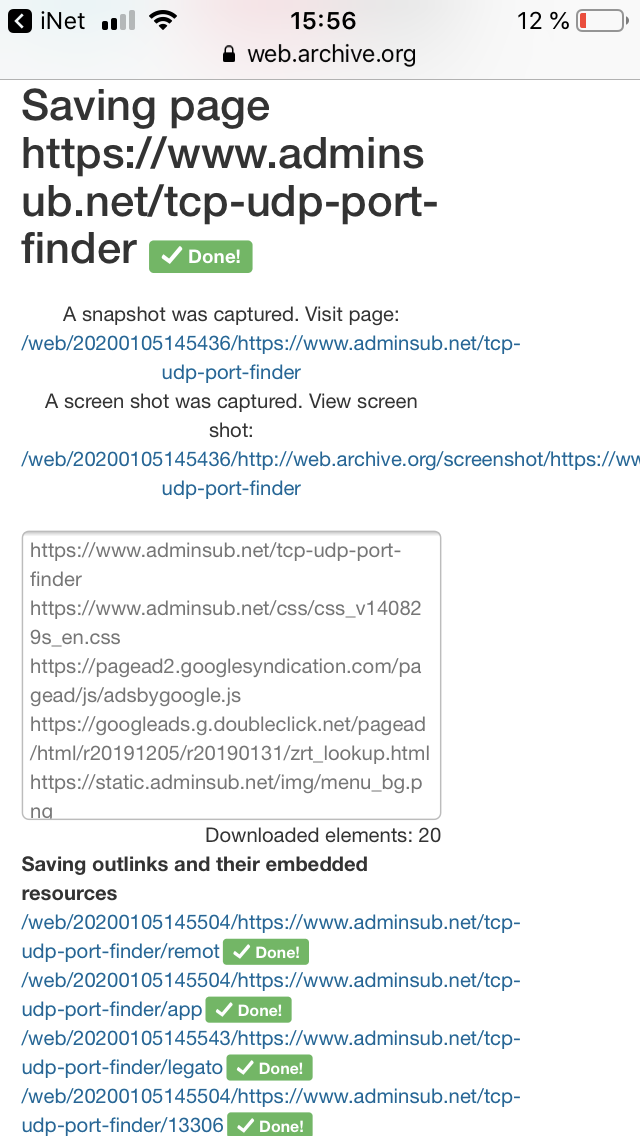 iNet 15:56 12 %
web.archive.org
Saving page
https://www.admins
ub.net/tcp-udp-port-
finder Done!
A snapshot was captured. Visit page:
/web/20200105145436/https://www.adminsub.net/tcp-
udp-port-finder
A screen shot was captured. View screen
shot:
/web/20200105145436/http://web.archive.org/screenshot/https://ww
udp-port-finder
https://www.adminsub.net/tcp-udp-port-
finder
https://www.adminsub.net/css/css_v14082
9s_en.css
https://pagead2.googlesyndication.com/pa
gead/js/adsbygoogle.js
https://googleads.g.doubleclick.net/pagead
/html/r20191205/r20190131/zrt_lookup.html
https://static.adminsub.net/img/menu_bg.p
ng
Downloaded elements: 20
Saving outlinks and their embedded
resources
/web/20200105145504/https://www.adminsub.net/tcp-
udp-port-finder/remot Done!
/web/20200105145504/https://www.adminsub.net/tcp-
udp-port-finder/app Done!
/web/20200105145543/https://www.adminsub.net/tcp-
udp-port-finder/legato Done!
/web/20200105145504/https://www.adminsub.net/tcp-
udp-port-finder/13306 Done!